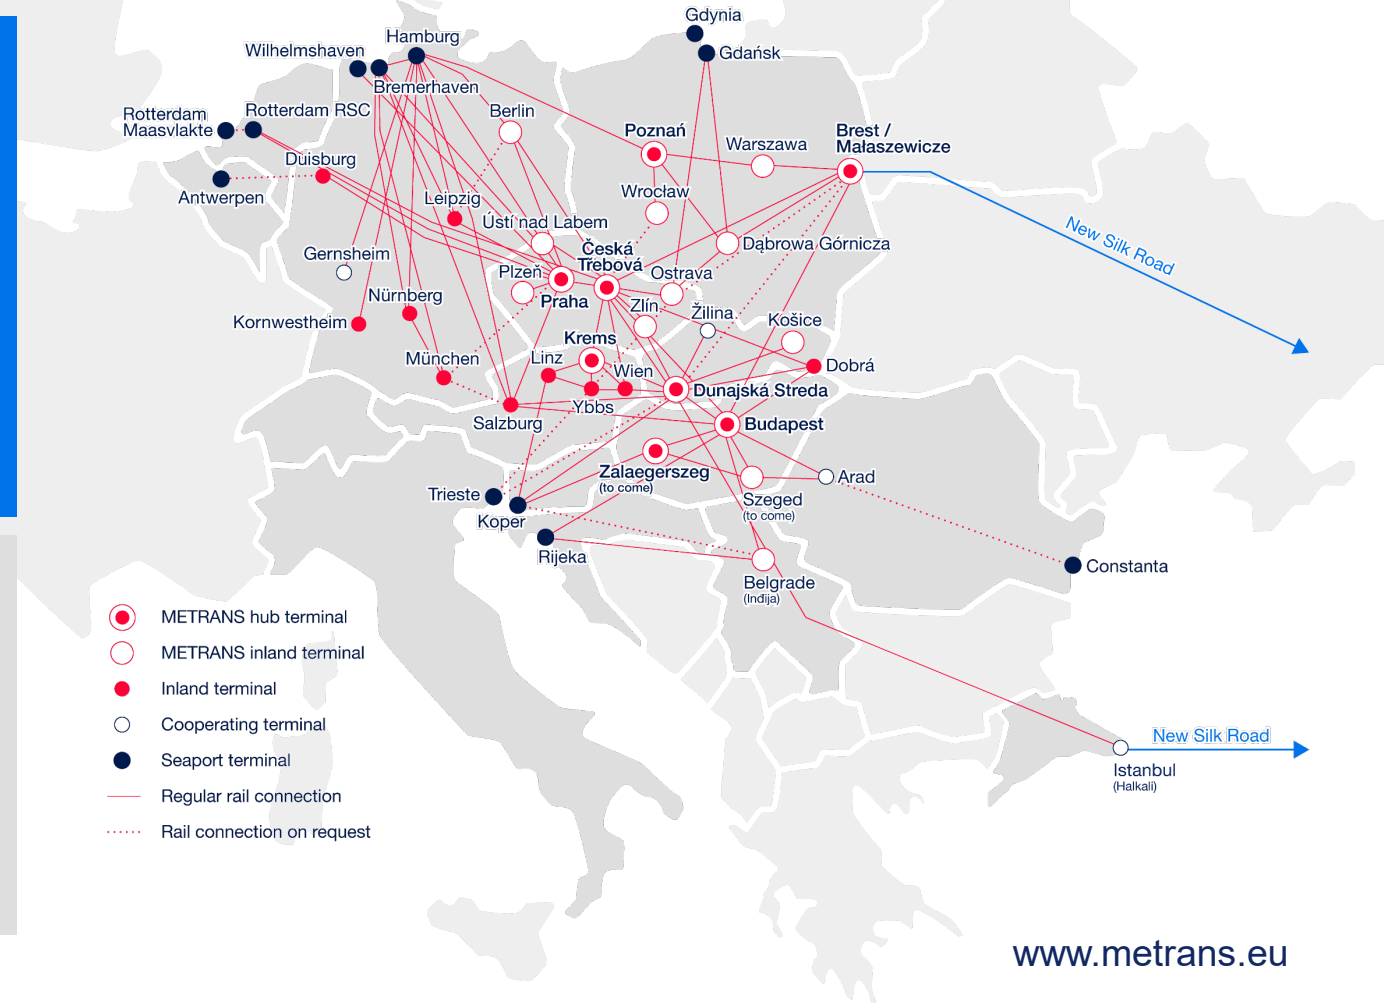 Gdynia
Hamburg
Wilhelmshaven
Gdańsk
Bremerhaven
Rotterdam
Maasvlakte
Rotterdam RSC
Berlin
Poznań
Brest /
Małaszewicze
Warszawa
Duisburg
Antwerpen
Leipzig
Wrocław
Ústí nad Labem
New Silk Road
Gernsheim
Česká
Třebová
Dąbrowa Górnicza
Plzeň
Ostrava
Praha
Nürnberg
Zlín
Žilina
Kornwestheim
Košice
Krems
München
Linz
Wien
Dobrá
Dunajská Streda
Ybbs
Salzburg
Budapest
Zalaegerszeg
(to come)
Arad
Trieste
Szeged
(to come)
Koper
Rijeka
Constanta
Belgrade
(Inđija)
METRANS hub terminal
METRANS inland terminal
Inland terminal
Cooperating terminal
New Silk Road
Seaport terminal
Istanbul
(Halkali)
Regular rail connection
Rail connection on request
www.metrans.eu